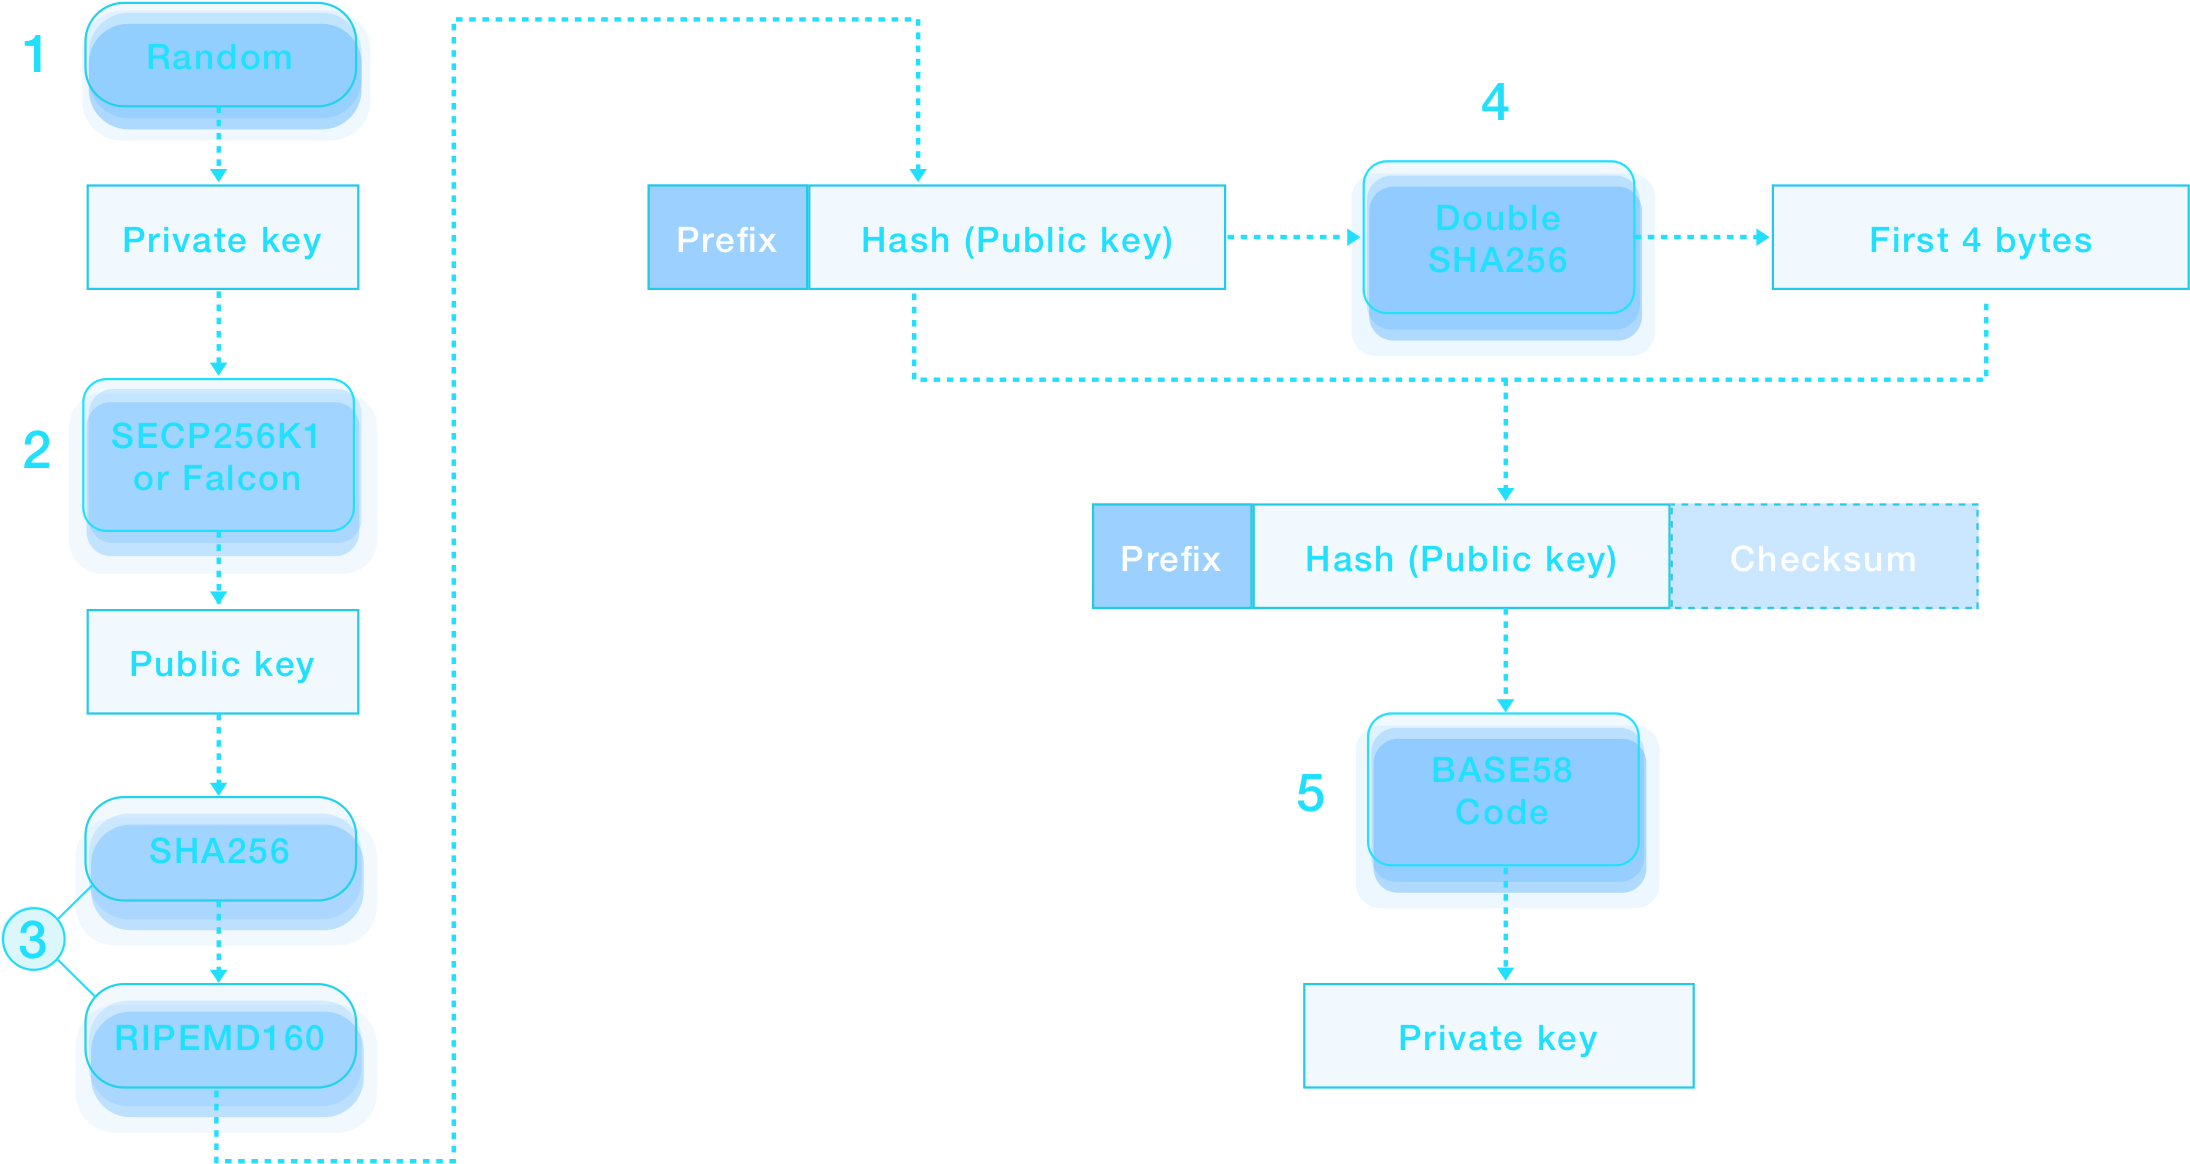 1
Random
Private key
2
SECP256K1
or Falcon
Public key
SHA256
3
RIPEMD160
Prefix
Hash (Public key)
4
Double
SHA256
First 4 bytes
Prefix
Hash (Public key)
Checksum
5
BASE58
Code
Private key